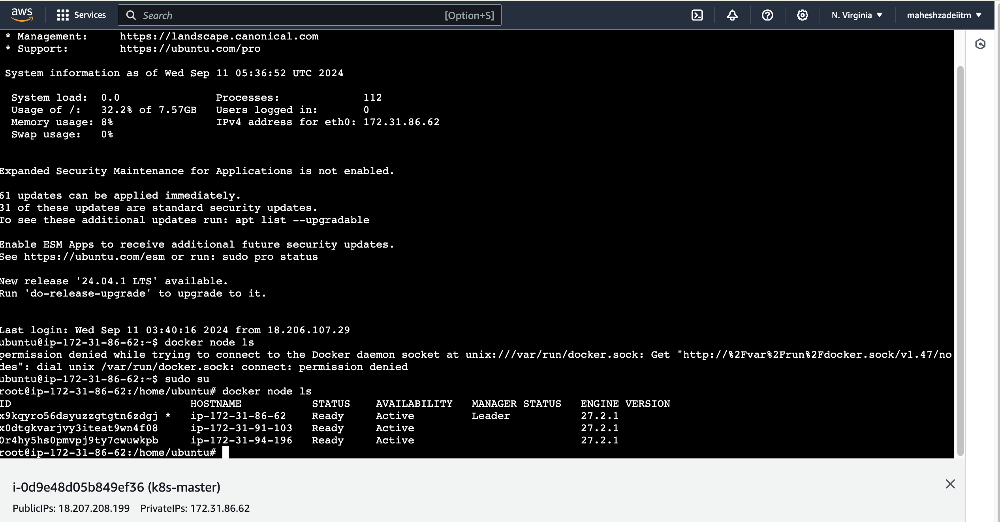 aws Services Search [Option+S] N. Virginia maheshzadeiitm
* Management: https://landscape.canonical.com
* Support: https://ubuntu.com/pro
System information as of Wed Sep 11 05:36:52 UTC 2024
System load: 0.0 Processes: 112
Usage of /: 32.2% of 7.57GB Users logged in: 0
Memory usage: 8% IPv4 address for eth0: 172.31.86.62
Swap usage: 0%
Expanded Security Maintenance for Applications is not enabled.
61 updates can be applied immediately.
31 of these updates are standard security updates.
To see these additional updates run: apt list --upgradable
Enable ESM Apps to receive additional future security updates.
See https://ubuntu.com/esm or run: sudo pro status
New release '24.04.1 LTS' available.
Run 'do-release-upgrade' to upgrade to it.
Last login: Wed Sep 11 03:40:16 2024 from 18.206.107.29
ubuntu@ip-172-31-86-62:~$ docker node ls
permission denied while trying to connect to the Docker daemon socket at unix:///var/run/docker.sock: Get "http://%2Fvar%2Frun%2Fdocker.sock/v1.47/no
des": dial unix /var/run/docker.sock: connect: permission denied
ubuntu@ip-172-31-86-62:~$ sudo su
root@ip-172-31-86-62:/home/ubuntu# docker node ls
ID HOSTNAME STATUS AVAILABILITY MANAGER STATUS ENGINE VERSION
x9kqyro56dsyuzzgtgtn6zdgj * ip-172-31-86-62 Ready Active Leader 27.2.1
x0dtgkvarjvy3iteat9wn4f08 ip-172-31-91-103 Ready Active 27.2.1
0r4hy5hs0pmvpj9ty7cwuwkpb ip-172-31-94-196 Ready Active 27.2.1
root@ip-172-31-86-62:/home/ubuntu#
i-0d9e48d05b849ef36 (k8s-master)
PublicIPs: 18.207.208.199 PrivateIPs: 172.31.86.62